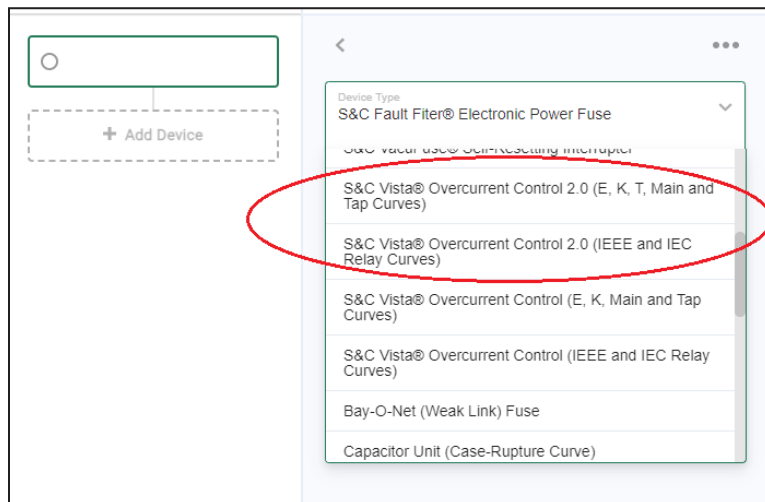 Device Type
S&C Fault Fiter® Electronic Power Fuse
+ Add Device
S&C Vista® Overcurrent Control 2.0 (E, K, T, Main and
Tap Curves)
S&C Vista® Overcurrent Control 2.0 (IEEE and IEC
Relay Curves)
S&C Vista® Overcurrent Control (E, K, Main and Tap
Curves)
S&C Vista® Overcurrent Control (IEEE and IEC Relay
Curves)
Bay-O-Net (Weak Link) Fuse
Capacitor Unit (Case-Rupture Curve)